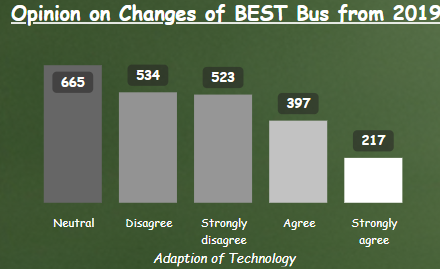 Opinion on Changes of BEST Bus from 2019
665
534
523
397
217
Neutral
Disagree
Strongly
disagree
Agree
Strongly
agree
Adaption of Technology